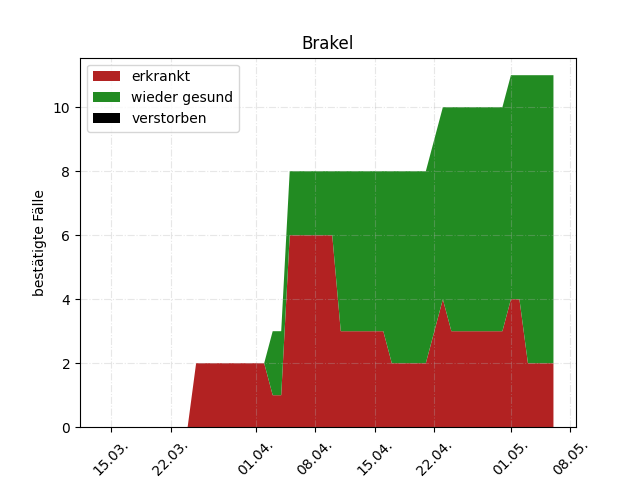 Brakel
erkrankt
wieder gesund
verstorben
bestätigte Fälle
10
8
6
4
2
0
15.03. 22.03. 01.04. 08.04. 15.04. 22.04. 01.05. 08.05.